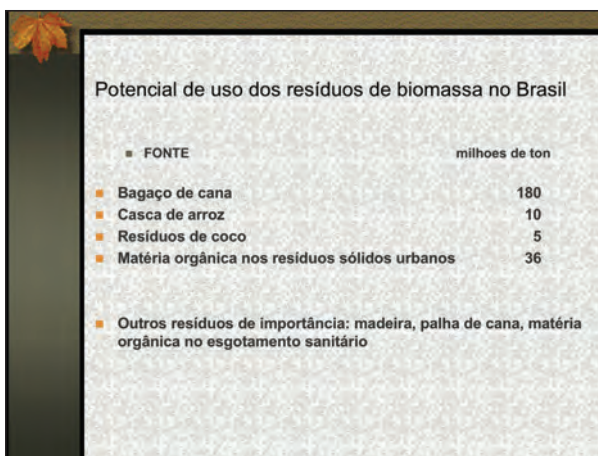 Potencial de uso dos resíduos de biomassa no Brasil
FONTE milhoes de ton
Bagaço de cana 180
Casca de arroz 10
Resíduos de coco 5
Matéria orgânica nos resíduos sólidos urbanos 36
Outros resíduos de importância: madeira, palha de cana, matéria
orgânica no esgotamento sanitário